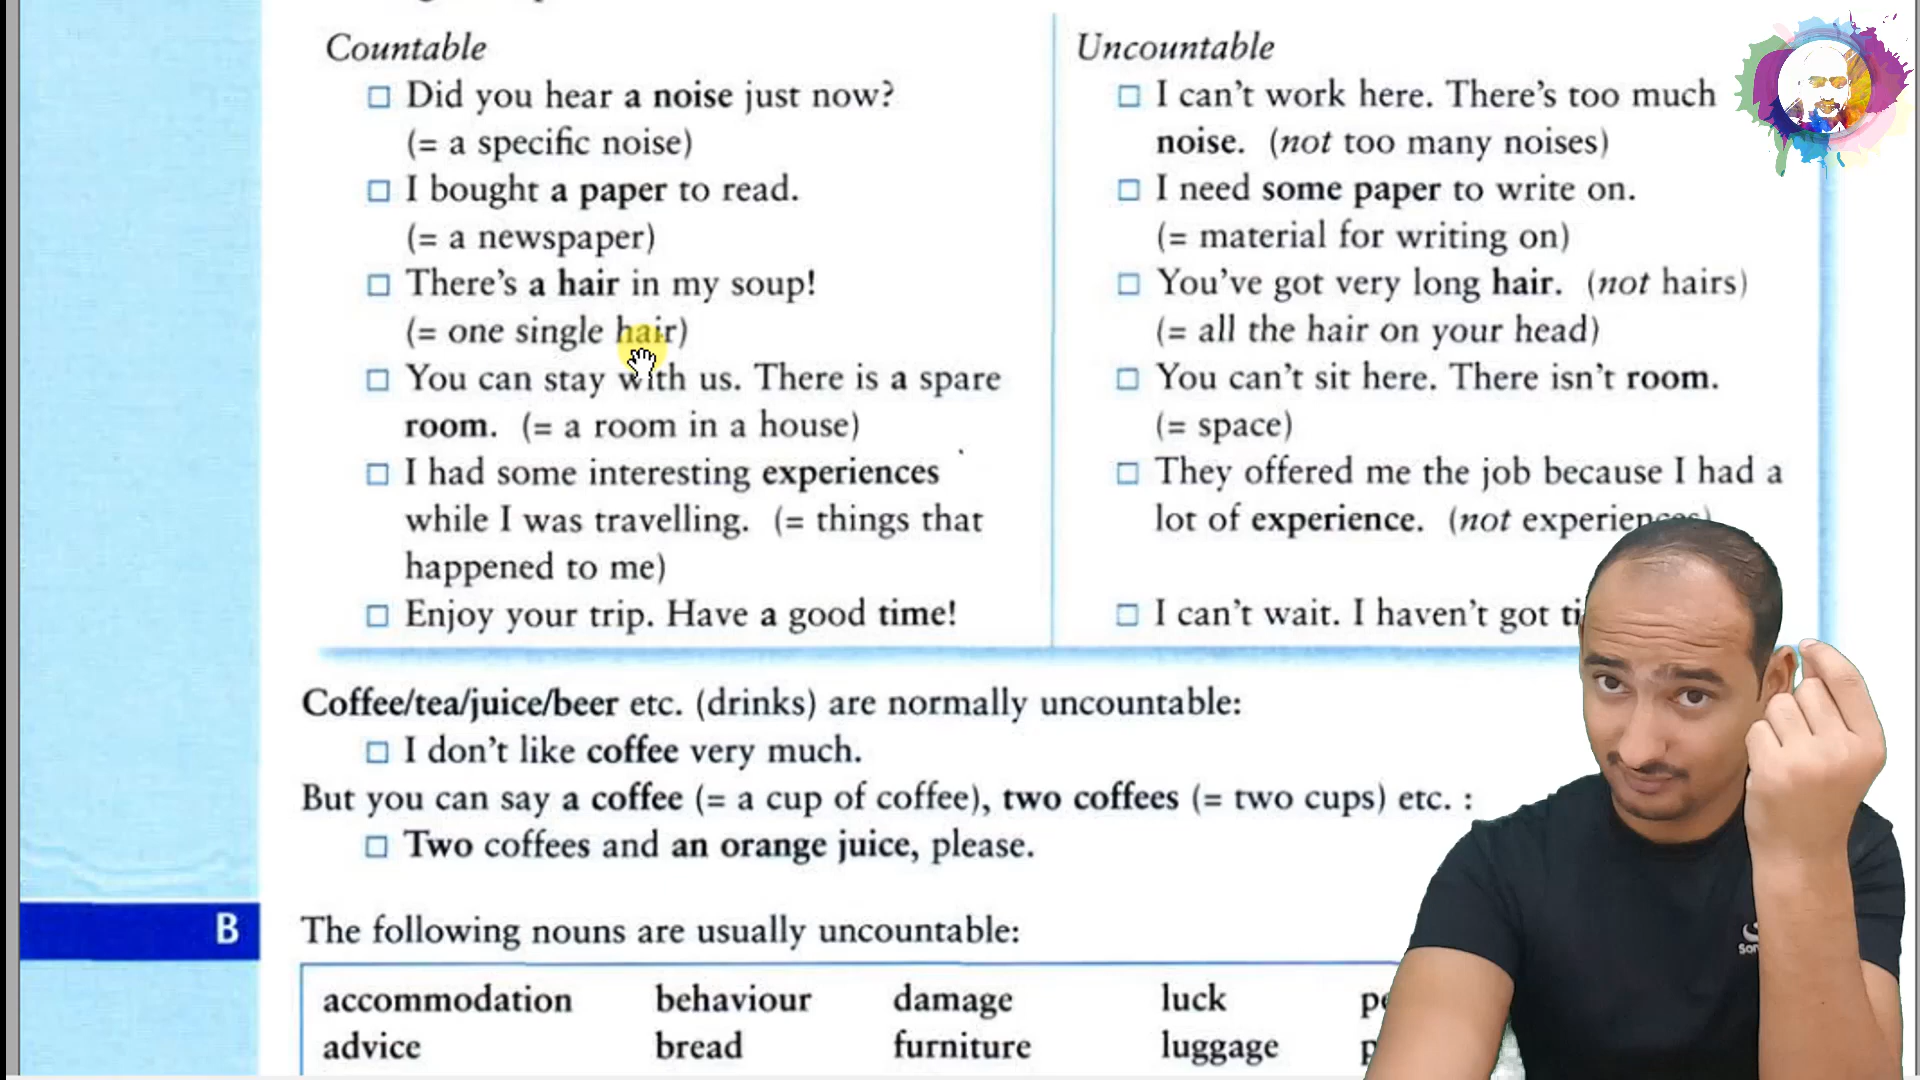 Countable
Did you hear a noise just now?
(= a specific noise)
I bought a paper to read.
(= a newspaper)
There's a hair in my soup!
(= one single hair)
You can stay with us. There is a spare
room. (= a room in a house)
I had some interesting experiences
while I was travelling. (= things that
happened to me)
Enjoy your trip. Have a good time!
Uncountable
I can't work here. There's too much
noise. (not too many noises)
I need some paper to write on.
(= material for writing on)
You've got very long hair. (not hairs)
(= all the hair on your head)
You can't sit here. There isn't room.
(= space)
They offered me the job because I had a
lot of experience. (not experiences)
I can't wait. I haven't got
Coffee/tea/juice/beer etc. (drinks) are normally uncountable:
I don't like coffee very much.
But you can say a coffee (= a cup of coffee), two coffees (= two cups) etc. :
Two coffees and an orange juice, please.
B
The following nouns are usually uncountable:
accommodation behaviour damage luck
advice bread furniture luggage